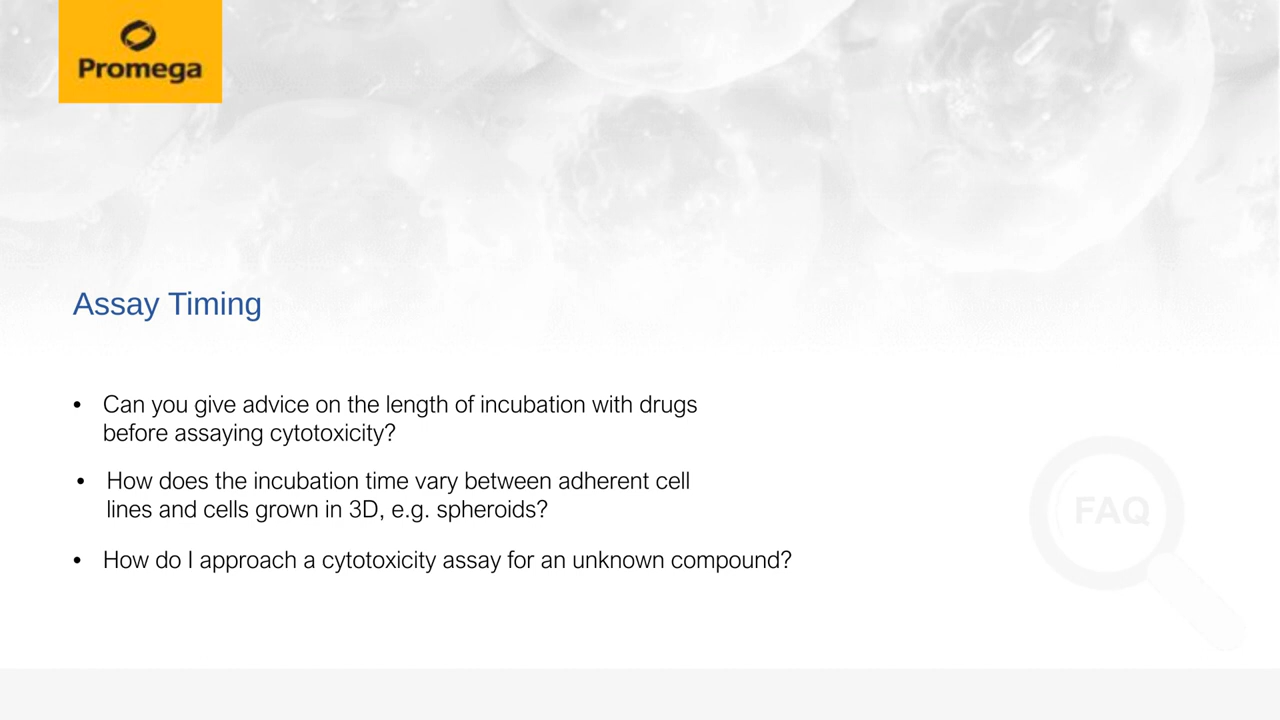 Promega
Assay Timing
• Can you give advice on the length of incubation with drugs
before assaying cytotoxicity?
• How does the incubation time vary between adherent cell
lines and cells grown in 3D, e.g. spheroids?
FAQ
• How do I approach a cytotoxicity assay for an unknown compound?